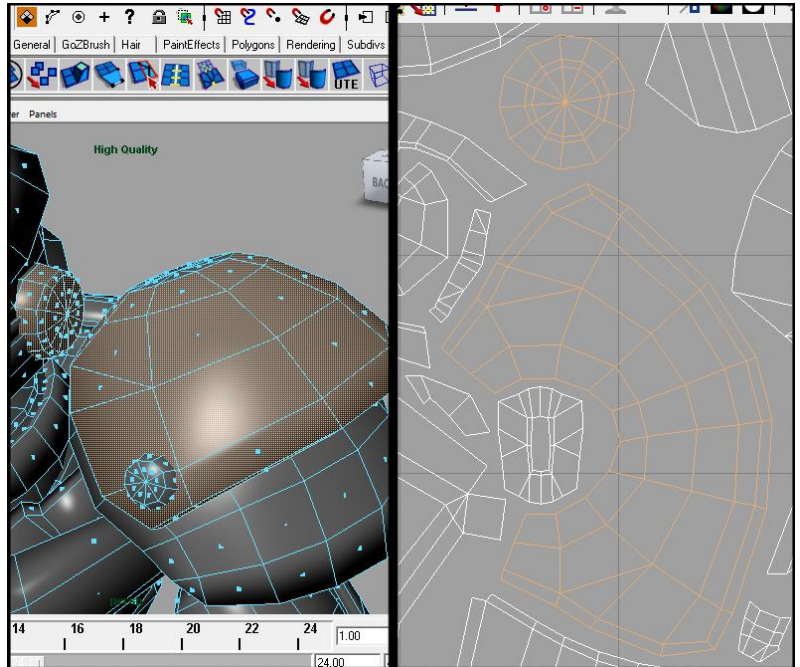 General GoZBrush Hair PaintEffects Polygons Rendering Subdivs
UTE
Panels
High Quality
BAC
14 16 18 20 22 24 1.00
24.00